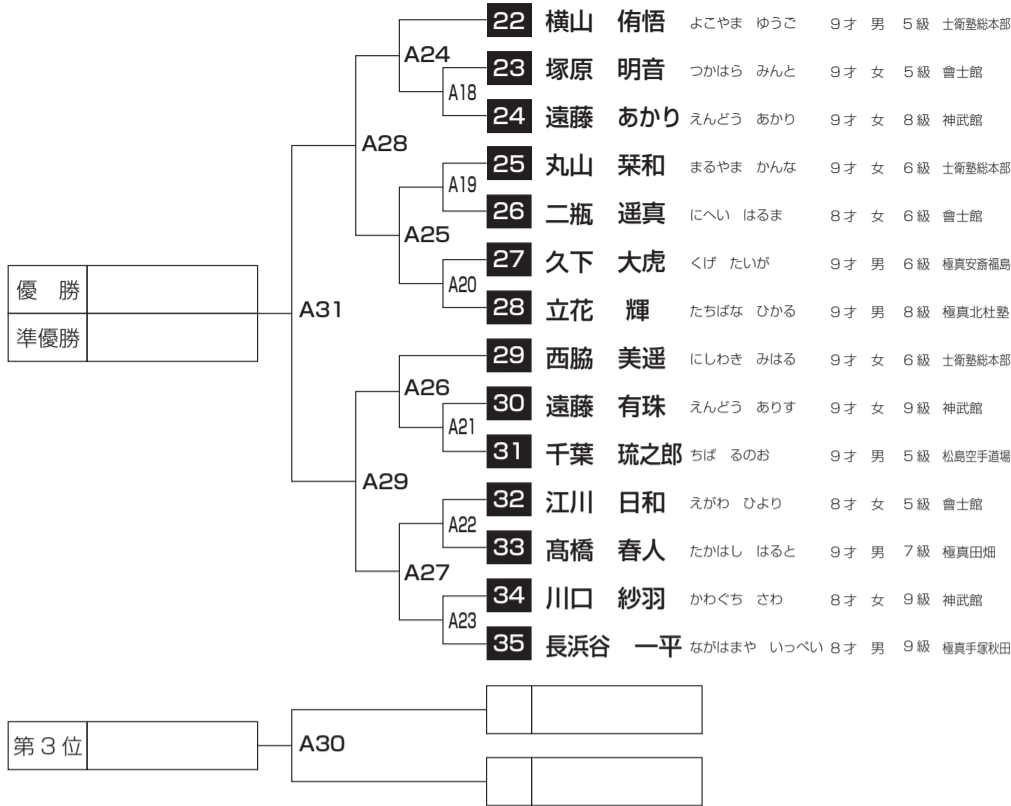 22 横山 侑悟 よこやま ゆうご 9才 男 5級 士衛塾総本部
A24
23 塚原 明音 つかはら みんと 9才 女 5級 會士館
A18
24 遠藤 あかり えんどう あかり 9才 女 8級 神武館
A28
25 丸山 栞和 まるやま かんな 9才 女 6級 士衛塾総本部
A19
26 二瓶 遥真 にへい はるま 8才 女 6級 會士館
A25
27 久下 大虎 くげ たいが 9才 男 6級 極真安斎福島
A20
28 立花 輝 たちばな ひかる 9才 男 8級 極真北杜塾
優勝
A31
準優勝
29 西脇 美遥 にしわき みはる 9才 女 6級 士衛塾総本部
A26
30 遠藤 有珠 えんどう ありす 9才 女 9級 神武館
A21
31 千葉 琉之郎 ちば るのお 9才 男 5級 松島空手道場
A29
32 江川 日和 えがわ ひより 8才 女 5級 會士館
A22
33 髙橋 春人 たかはし はると 9才 男 7級 極真田畑
A27
34 川口 紗羽 かわぐち さわ 8才 女 9級 神武館
A23
35 長浜谷 一平 ながはまや いっぺい 8才 男 9級 極真手塚秋田
第3位
A30